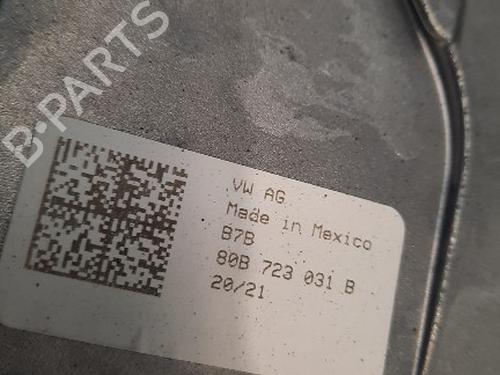 B-PARTS
VW AG
Made in Mexico
B7B
80B 723 031 B
20/21